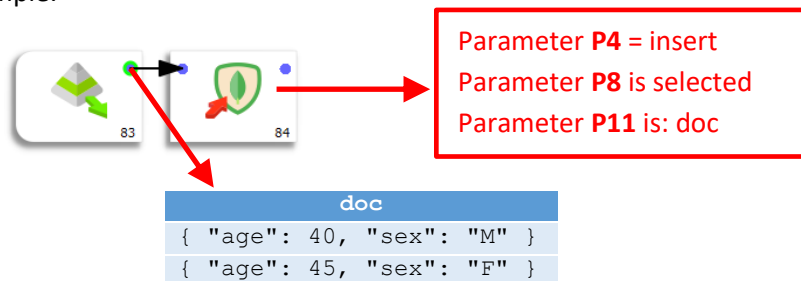 Parameter P4 = insert
Parameter P8 is selected
Parameter P11 is: doc
83
84
doc
{ "age": 40, "sex": "M" }
{ "age": 45, "sex": "F" }